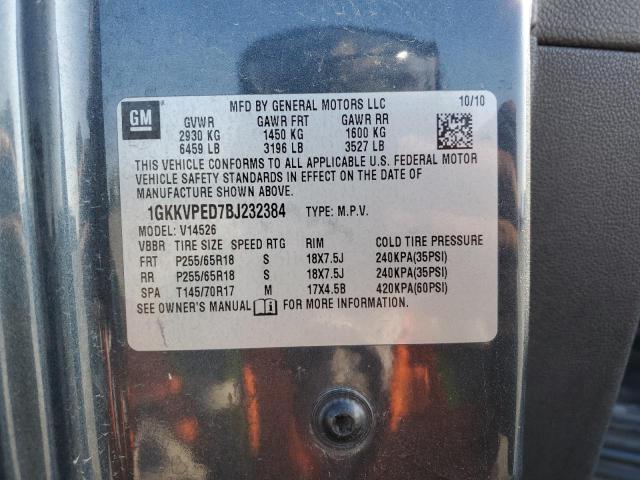 MFD BY GENERAL MOTORS LLC 10/10
GM
GVWR GAWR FRT GAWR RR
2930 KG 1450 KG 1600 KG
6459 LB 3196 LB 3527 LB
THIS VEHICLE CONFORMS TO ALL APPLICABLE U.S. FEDERAL MOTOR
VEHICLE SAFETY STANDARDS IN EFFECT ON THE DATE OF
MANUFACTURE SHOWN ABOVE.
1GKKVPED7BJ232384 TYPE: M.P.V.
MODEL: V14526
VBBR TIRE SIZE SPEED RTG RIM COLD TIRE PRESSURE
FRT P255/65R18 S 18X7.5J 240KPA(35PSI)
RR P255/65R18 S 18X7.5J 240KPA(35PSI)
SPA T145/70R17 M 17X4.5B 420KPA(60PSI)
SEE OWNER'S MANUAL FOR MORE INFORMATION.